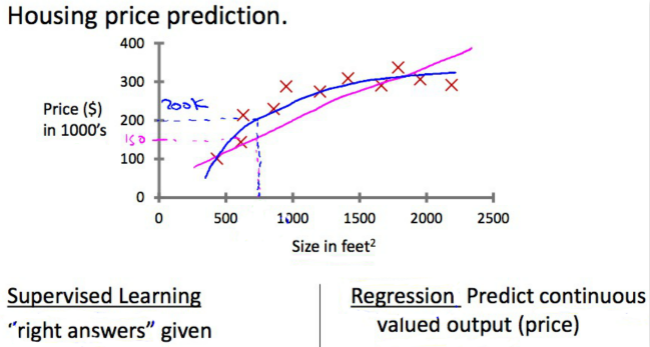 Housing price prediction.
400
300
200
100
0
200K
150
Price ($)
in 1000's
0 500 1000 1500 2000 2500
Size in feet²
Supervised Learning
"right answers" given
Regression Predict continuous
valued output (price)